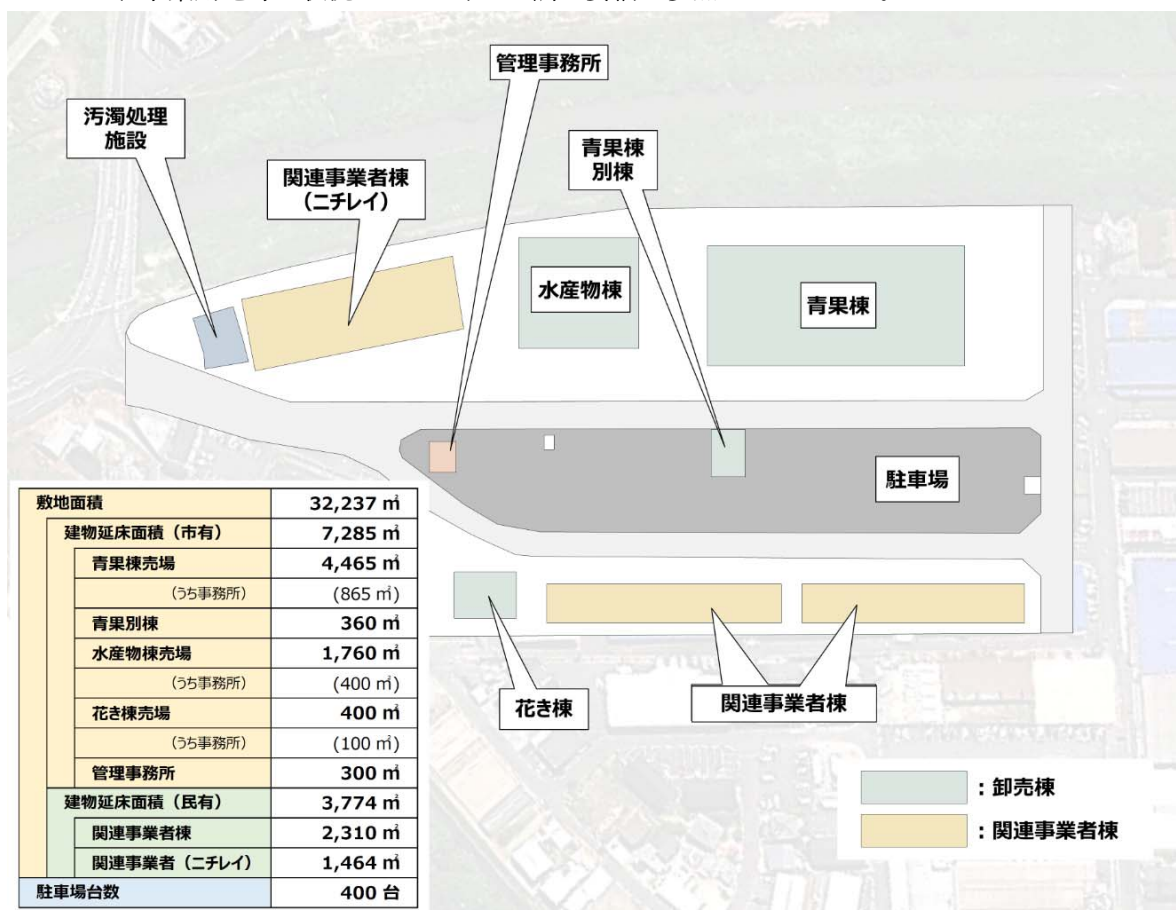 管理事務所
汚濁処理
施設
関連事業者棟
（ニチレイ）
青果棟
別棟
水産物棟
青果棟
駐車場
花き棟
関連事業者棟
：卸売棟
：関連事業者棟
敷地面積 32,237 ㎡
建物延床面積（市有） 7,285 ㎡
青果棟売場 4,465 ㎡
（うち事務所） (865 ㎡)
青果別棟 360 ㎡
水産物棟売場 1,760 ㎡
（うち事務所） (400 ㎡)
花き棟売場 400 ㎡
（うち事務所） (100 ㎡)
管理事務所 300 ㎡
建物延床面積（民有） 3,774 ㎡
関連事業者棟 2,310 ㎡
関連事業者（ニチレイ） 1,464 ㎡
駐車場台数 400 台